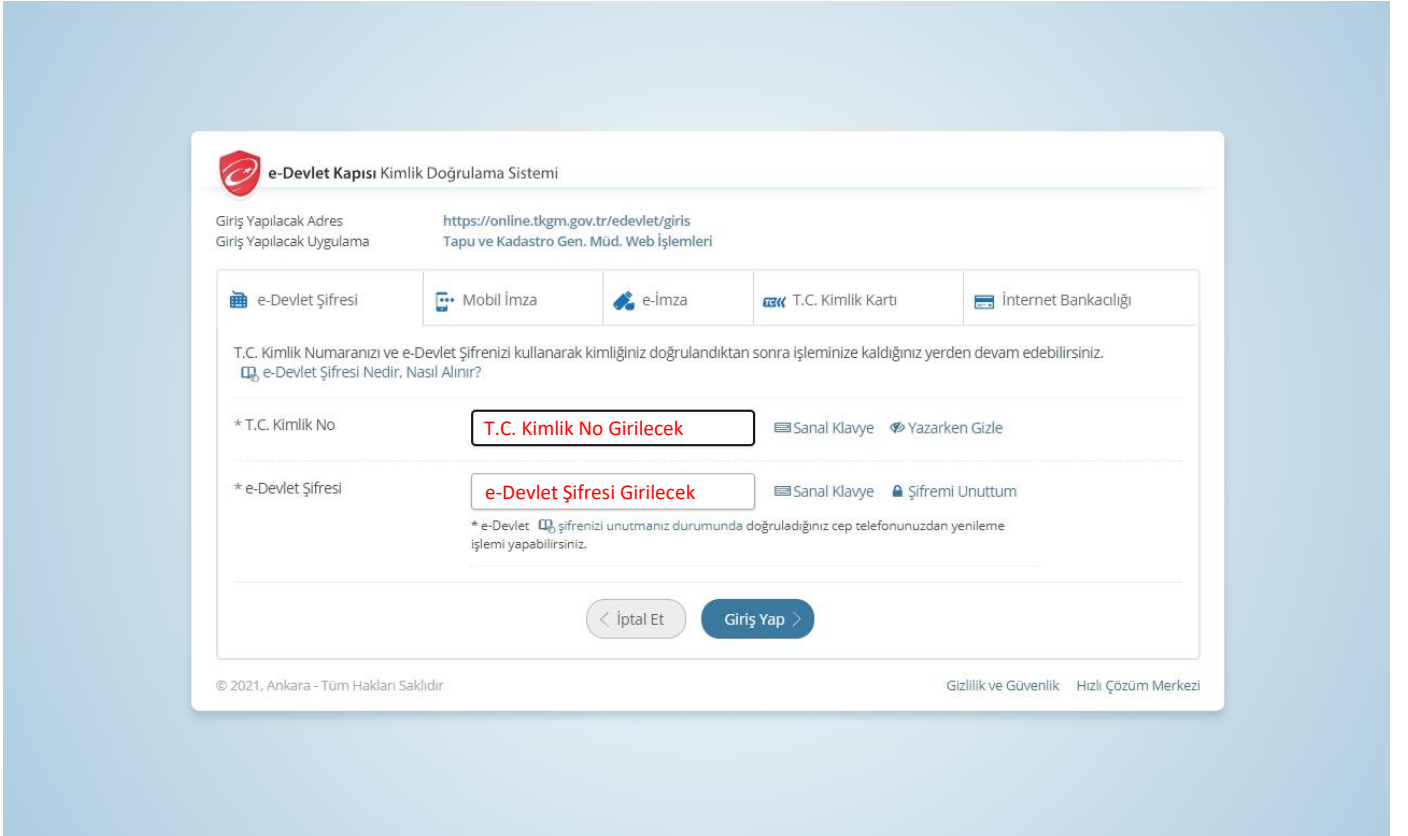 e-Devlet Kapısı Kimlik Doğrulama Sistemi
Giriş Yapılacak Adres https://online.tkgm.gov.tr/edevlet/giris
Giriş Yapılacak Uygulama Tapu ve Kadastro Gen. Müd. Web İşlemleri
e-Devlet Şifresi Mobil İmza e-İmza T.C. Kimlik Kartı İnternet Bankacılığı
T.C. Kimlik Numaranızı ve e-Devlet Şifrenizi kullanarak kimliğiniz doğrulandıktan sonra işleminize kaldığınız yerden devam edebilirsiniz.
e-Devlet Şifresi Nedir, Nasıl Alınır?
* T.C. Kimlik No T.C. Kimlik No Girilecek Sanal Klavye Yazarken Gizle
* e-Devlet Şifresi e-Devlet Şifresi Girilecek Sanal Klavye Şifremi Unuttum
* e-Devlet şifrenizi unutmanız durumunda doğruladığınız cep telefonunuzdan yenileme
işlemi yapabilirsiniz.
İptal Et Giriş Yap
© 2021, Ankara - Tüm Hakları Saklıdır Gizlilik ve Güvenlik Hızlı Çözüm Merkezi